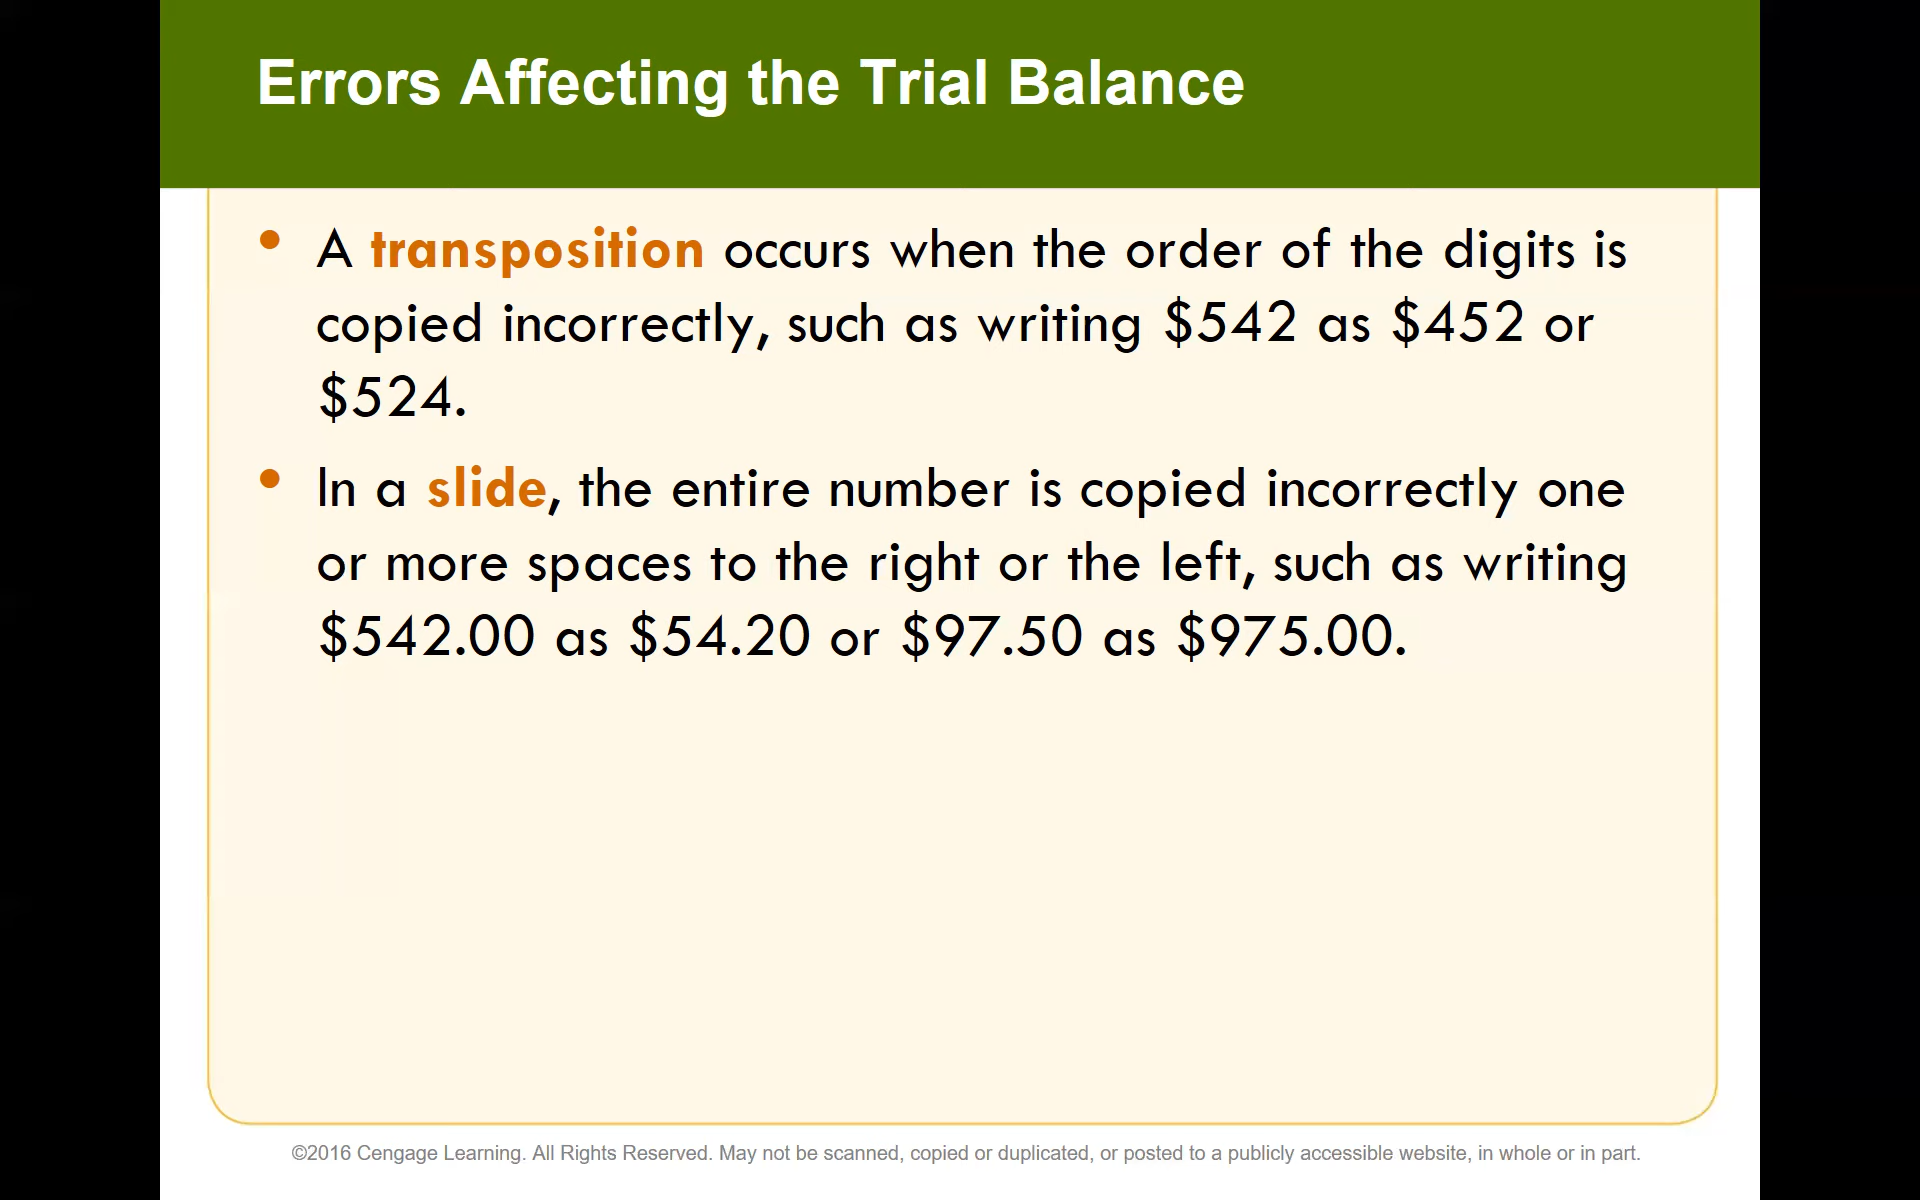 Errors Affecting the Trial Balance
• A transposition occurs when the order of the digits is
copied incorrectly, such as writing $542 as $452 or
$524.
• In a slide, the entire number is copied incorrectly one
or more spaces to the right or the left, such as writing
$542.00 as $54.20 or $97.50 as $975.00.
©2016 Cengage Learning. All Rights Reserved. May not be scanned, copied or duplicated, or posted to a publicly accessible website, in whole or in part.